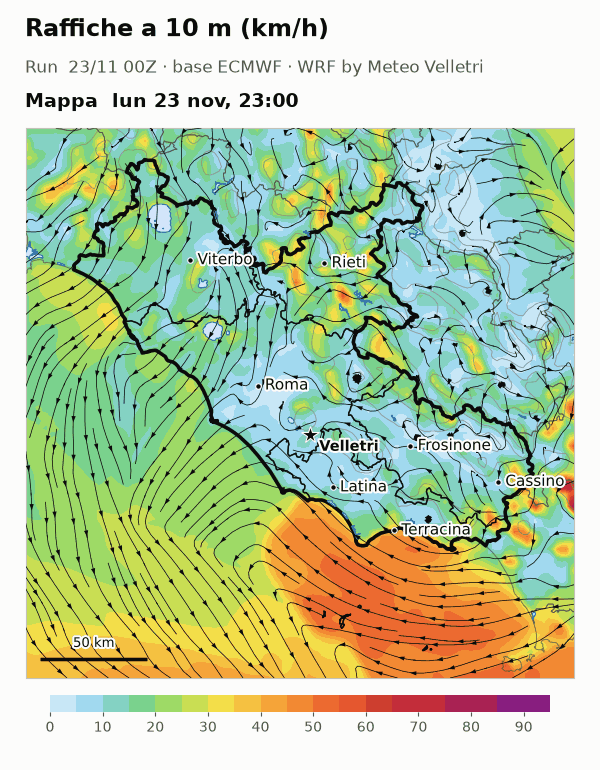 Raffiche a 10 m (km/h)
Run  23/11 00Z · base ECMWF · WRF by Meteo Velletri
Mappa  lun 23 nov, 23:00
Viterbo
Rieti
Roma
Velletri
Frosinone
Cassino
Latina
Terracina
50 km
0 10 20 30 40 50 60 70 80 90